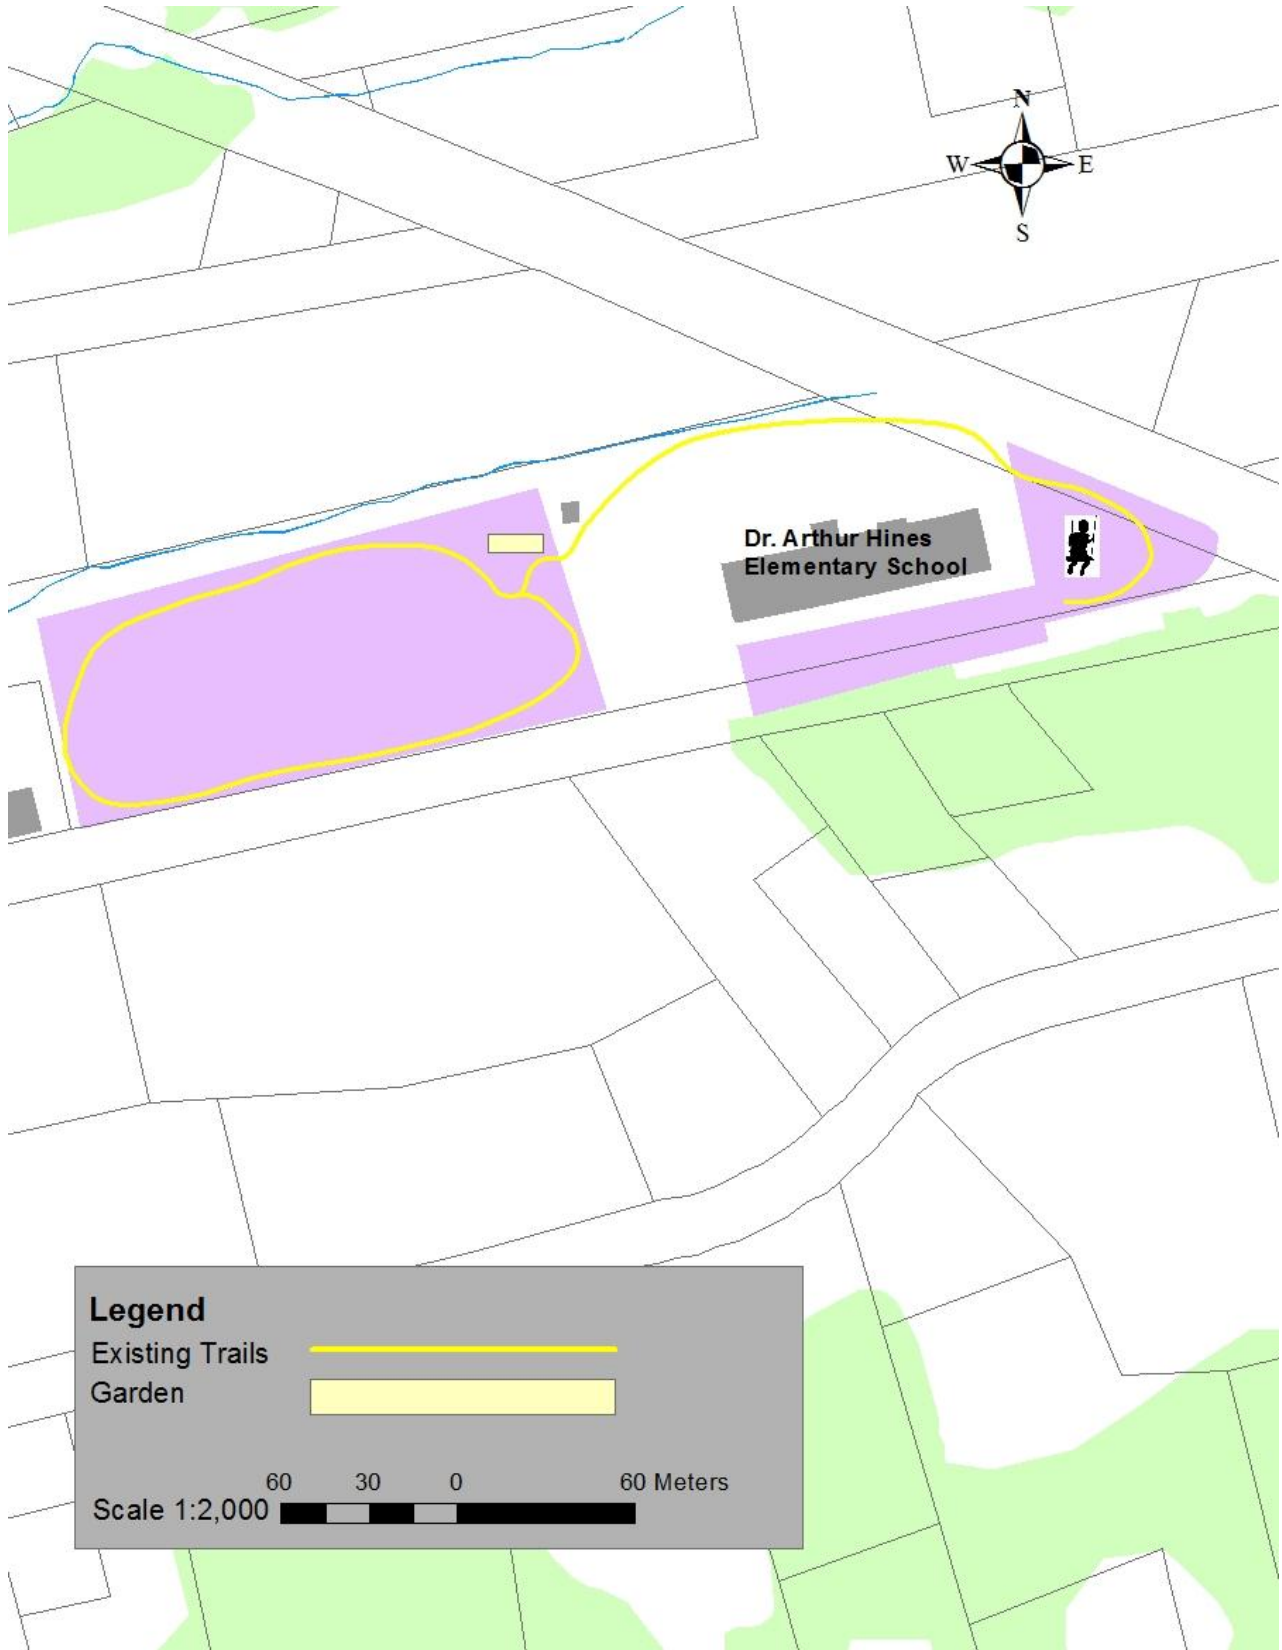 N
W E
S
Dr. Arthur Hines
Elementary School
Legend
Existing Trails
Garden
60 30 0 60 Meters
Scale 1:2,000